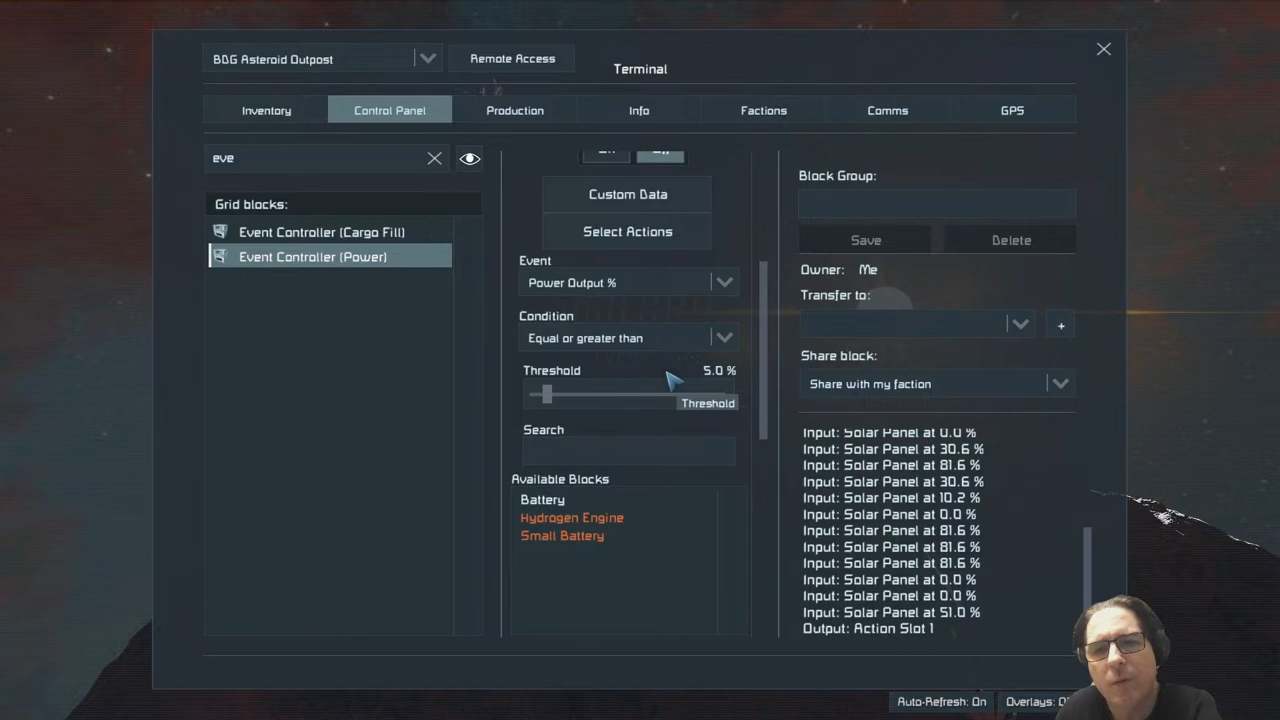 BDG Asteroid Outpost
Remote Access
Terminal
Inventory
Control Panel
Production
Info
Factions
Comms
GPS
eve
Grid blocks:
Event Controller (Cargo Fill)
Event Controller (Power)
Custom Data
Select Actions
Event
Power Output %
Condition
Equal or greater than
Threshold 5.0 %
Threshold
Search
Available Blocks
Battery
Hydrogen Engine
Small Battery
Block Group:
Save
Delete
Owner: Me
Transfer to:
+
Share block:
Share with my faction
Input: Solar Panel at 0.0 %
Input: Solar Panel at 30.6 %
Input: Solar Panel at 81.6 %
Input: Solar Panel at 30.6 %
Input: Solar Panel at 10.2 %
Input: Solar Panel at 0.0 %
Input: Solar Panel at 81.6 %
Input: Solar Panel at 81.6 %
Input: Solar Panel at 81.6 %
Input: Solar Panel at 0.0 %
Input: Solar Panel at 0.0 %
Input: Solar Panel at 51.0 %
Output: Action Slot 1
Auto-Refresh: On
Overlays: